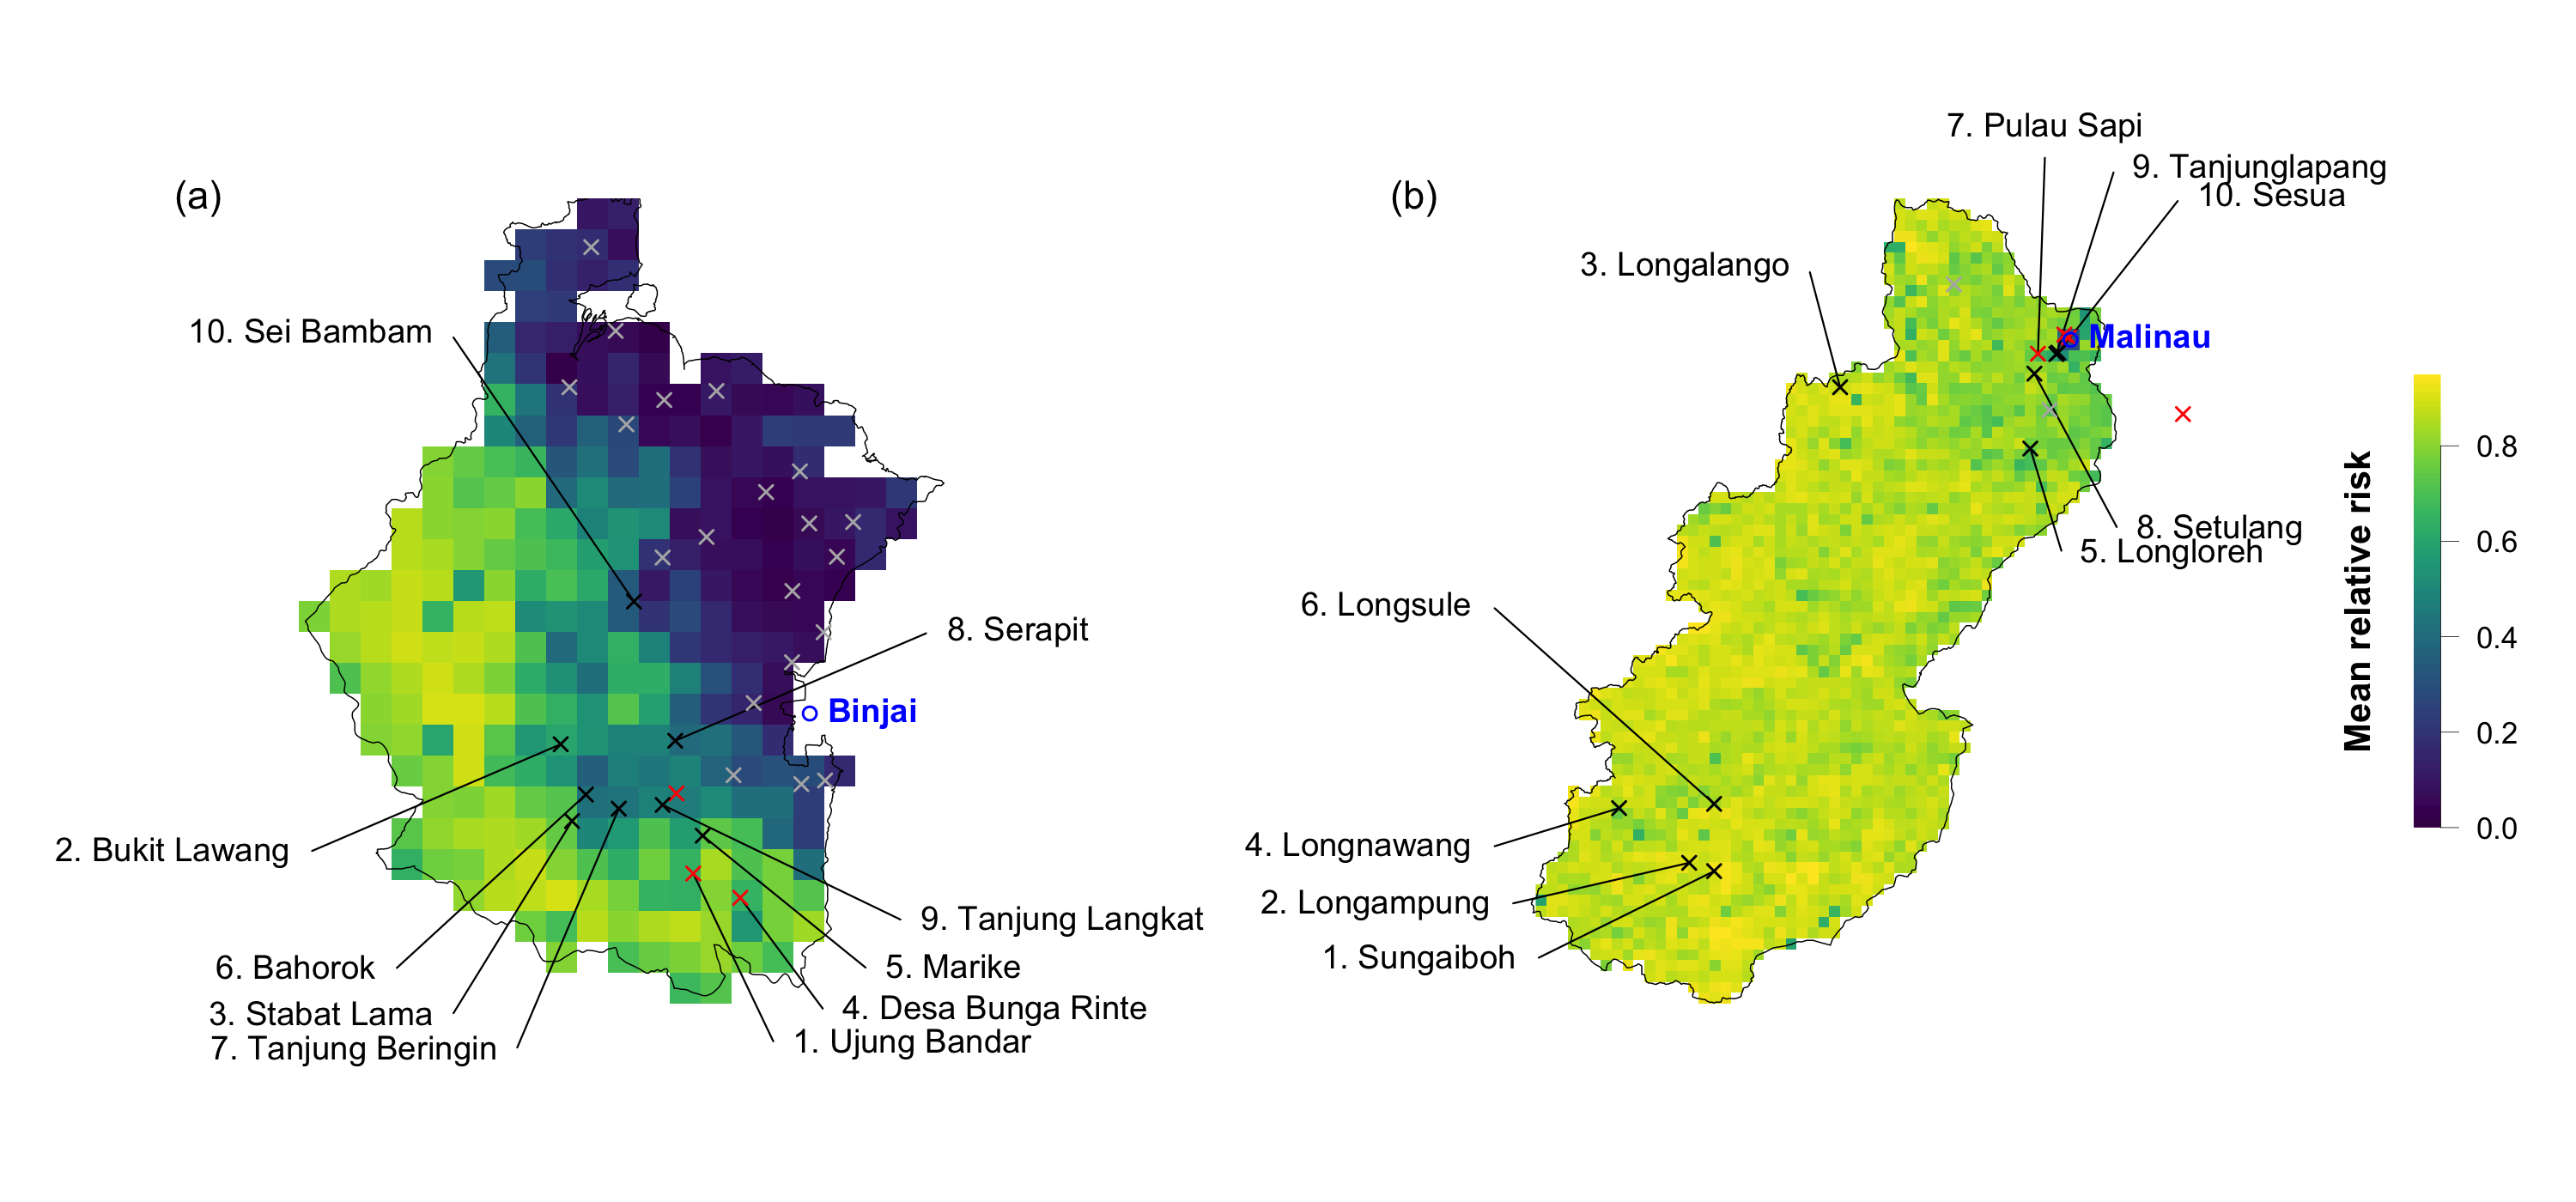 (a)
10. Sei Bambam
8. Serapit
Binjai
2. Bukit Lawang
9. Tanjung Langkat
6. Bahorok
5. Marike
3. Stabat Lama
4. Desa Bunga Rinte
7. Tanjung Beringin
1. Ujung Bandar
(b)
7. Pulau Sapi
9. Tanjunglapang
10. Sesua
3. Longalango
Malinau
8. Setulang
5. Longloreh
6. Longsule
4. Longnawang
2. Longampung
1. Sungaiboh
Mean relative risk
0.8
0.6
0.4
0.2
0.0